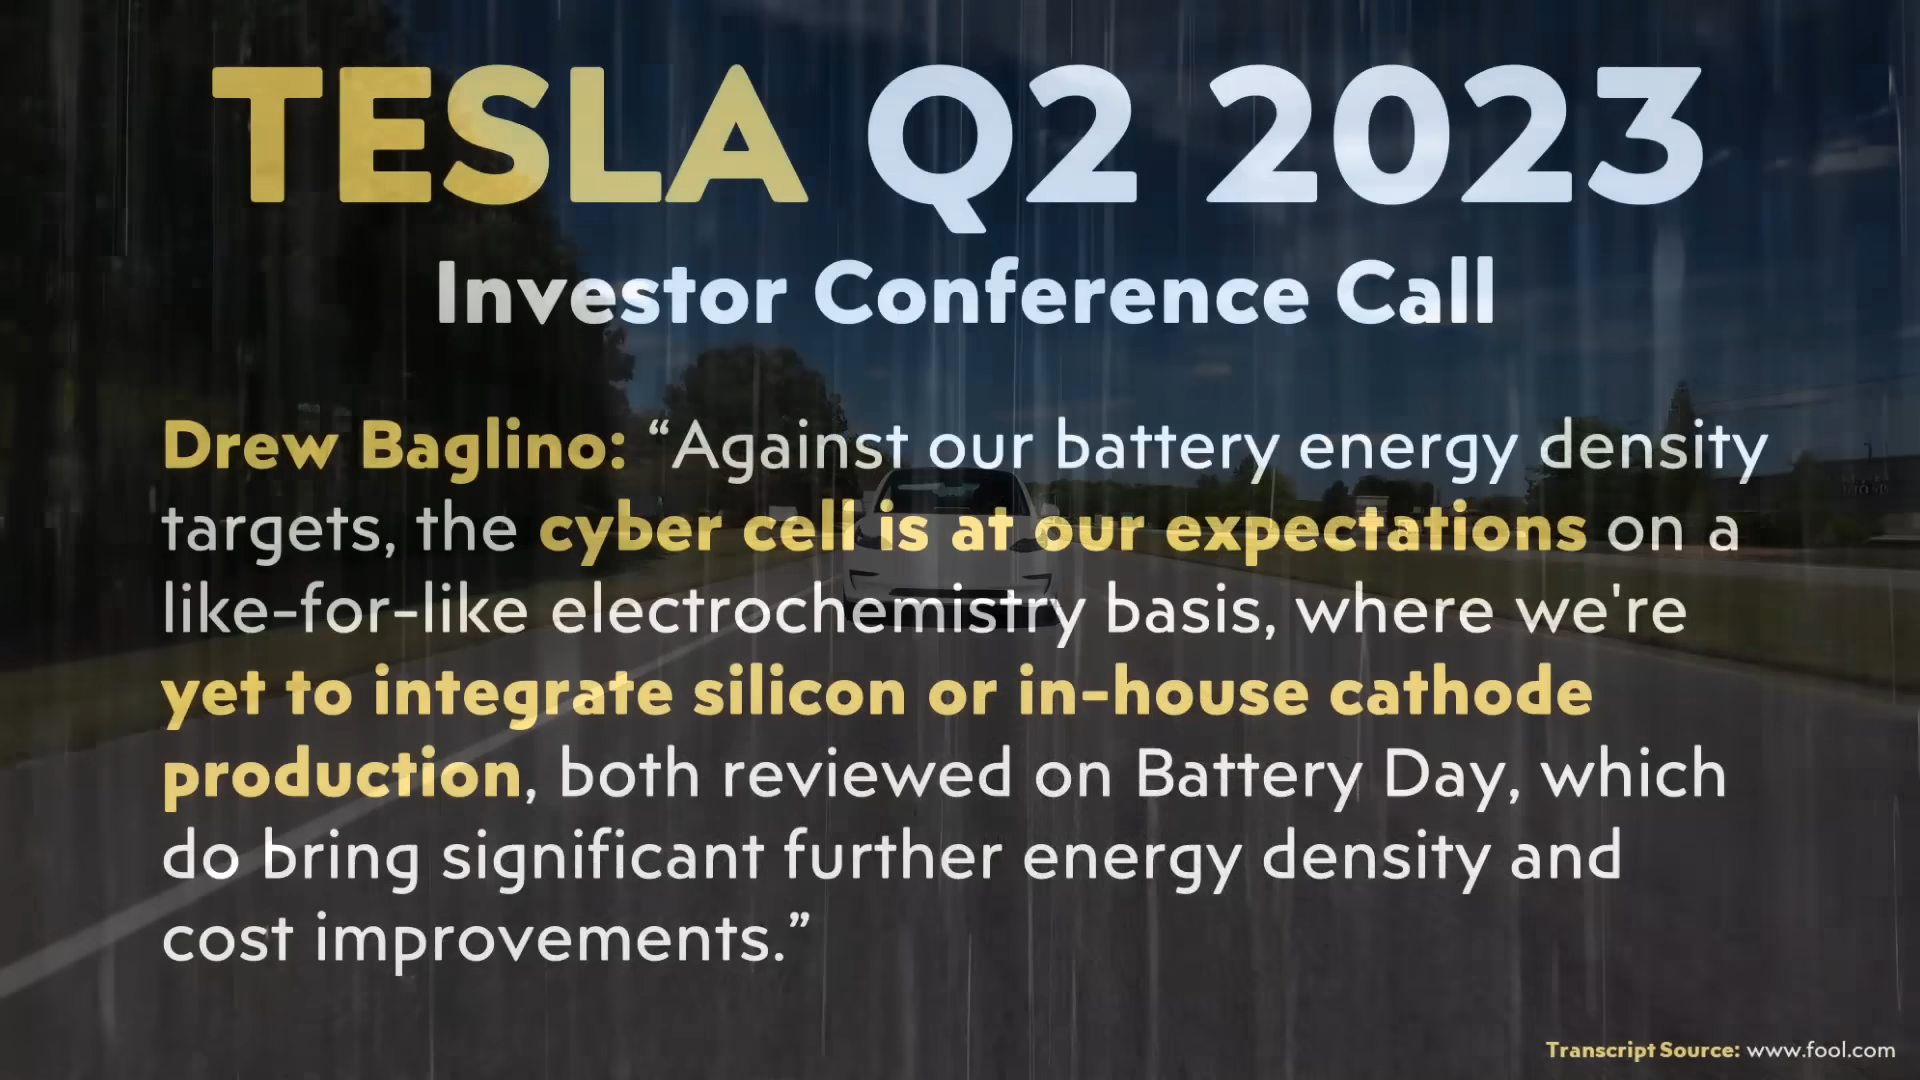 TESLA Q2 2023
Investor Conference Call
Drew Baglino: “Against our battery energy density
targets, the cyber cell is at our expectations on a
like-for-like electrochemistry basis, where we're
yet to integrate silicon or in-house cathode
production, both reviewed on Battery Day, which
do bring significant further energy density and
cost improvements.”
Transcript Source: www.fool.com